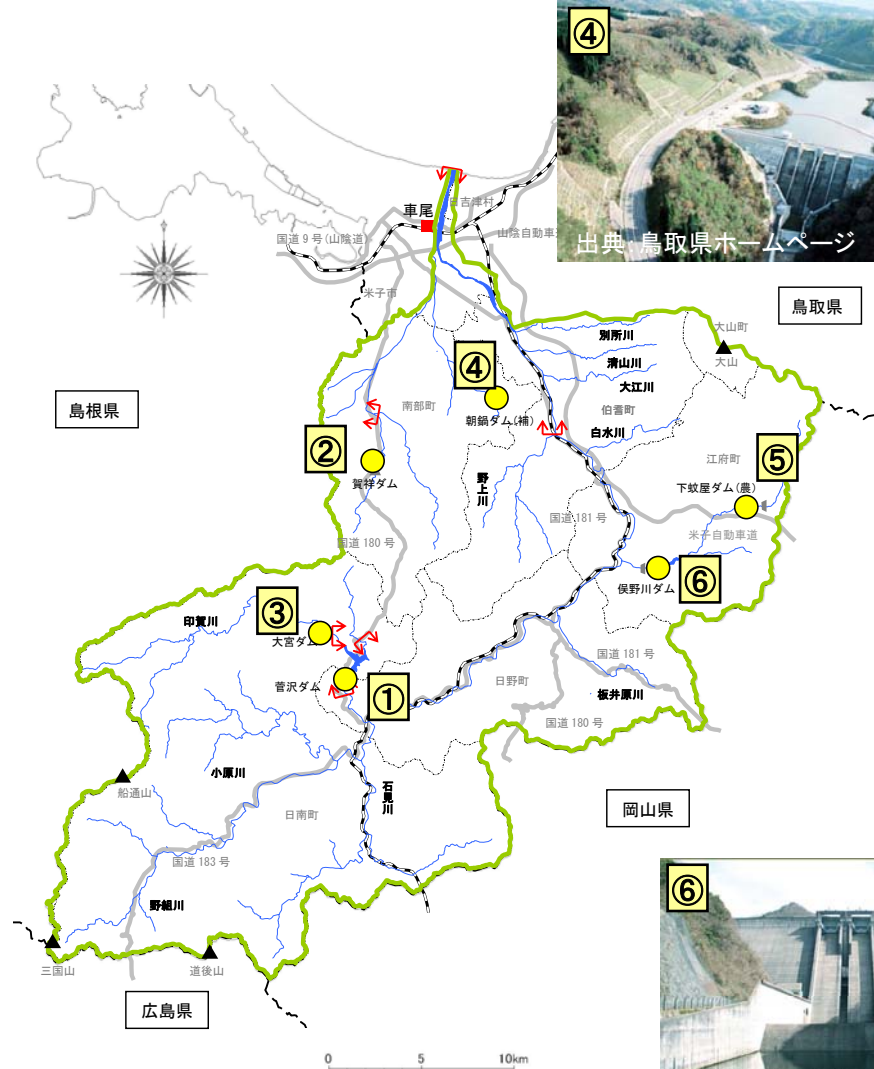 ④
出典:鳥取県ホームページ
車尾
日吉津村
国道9号(山陰道)
山陰自動車道
米子市
鳥取県
別所川
清山川
大江川
大山町
大山
④
島根県
南部町
朝鍋ダム(補)
伯耆町
白水川
②
賀祥ダム
野上川
江府町
⑤
下蚊屋ダム(農)
国道181号
米子自動車道
国道180号
⑥
俣野川ダム
③
印賀川
大宮ダム
菅沢ダム
①
日野町
国道181号
板井原川
国道180号
小原川
船通山
石見川
日南町
岡山県
国道183号
野組川
⑥
三国山
道後山
広島県
0 5 10km